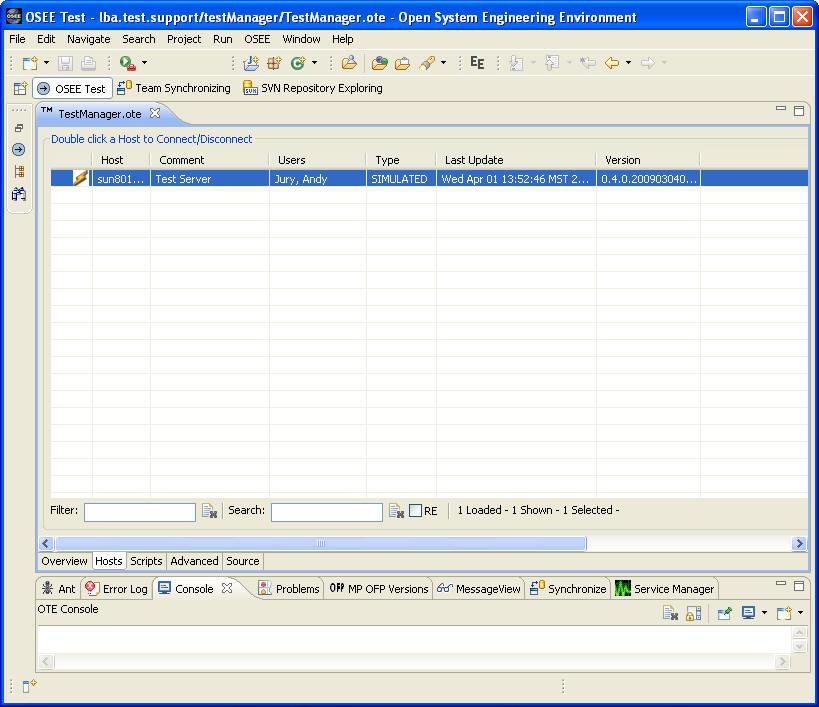 OSEE Test - lba.test.support/testManager/TestManager.ote - Open System Engineering Environment
File Edit Navigate Search Project Run OSEE Window Help
EE
OSEE Test Team Synchronizing SVN Repository Exploring
TM TestManager.ote
Double click a Host to Connect/Disconnect
Host Comment Users Type Last Update Version
sun801... Test Server Jury, Andy SIMULATED Wed Apr 01 13:52:46 MST 2... 0.4.0.200903040...
Filter: Search: RE 1 Loaded - 1 Shown - 1 Selected -
Overview Hosts Scripts Advanced Source
Ant Error Log Console Problems OFP MP OFP Versions MessageView Synchronize Service Manager
OTE Console